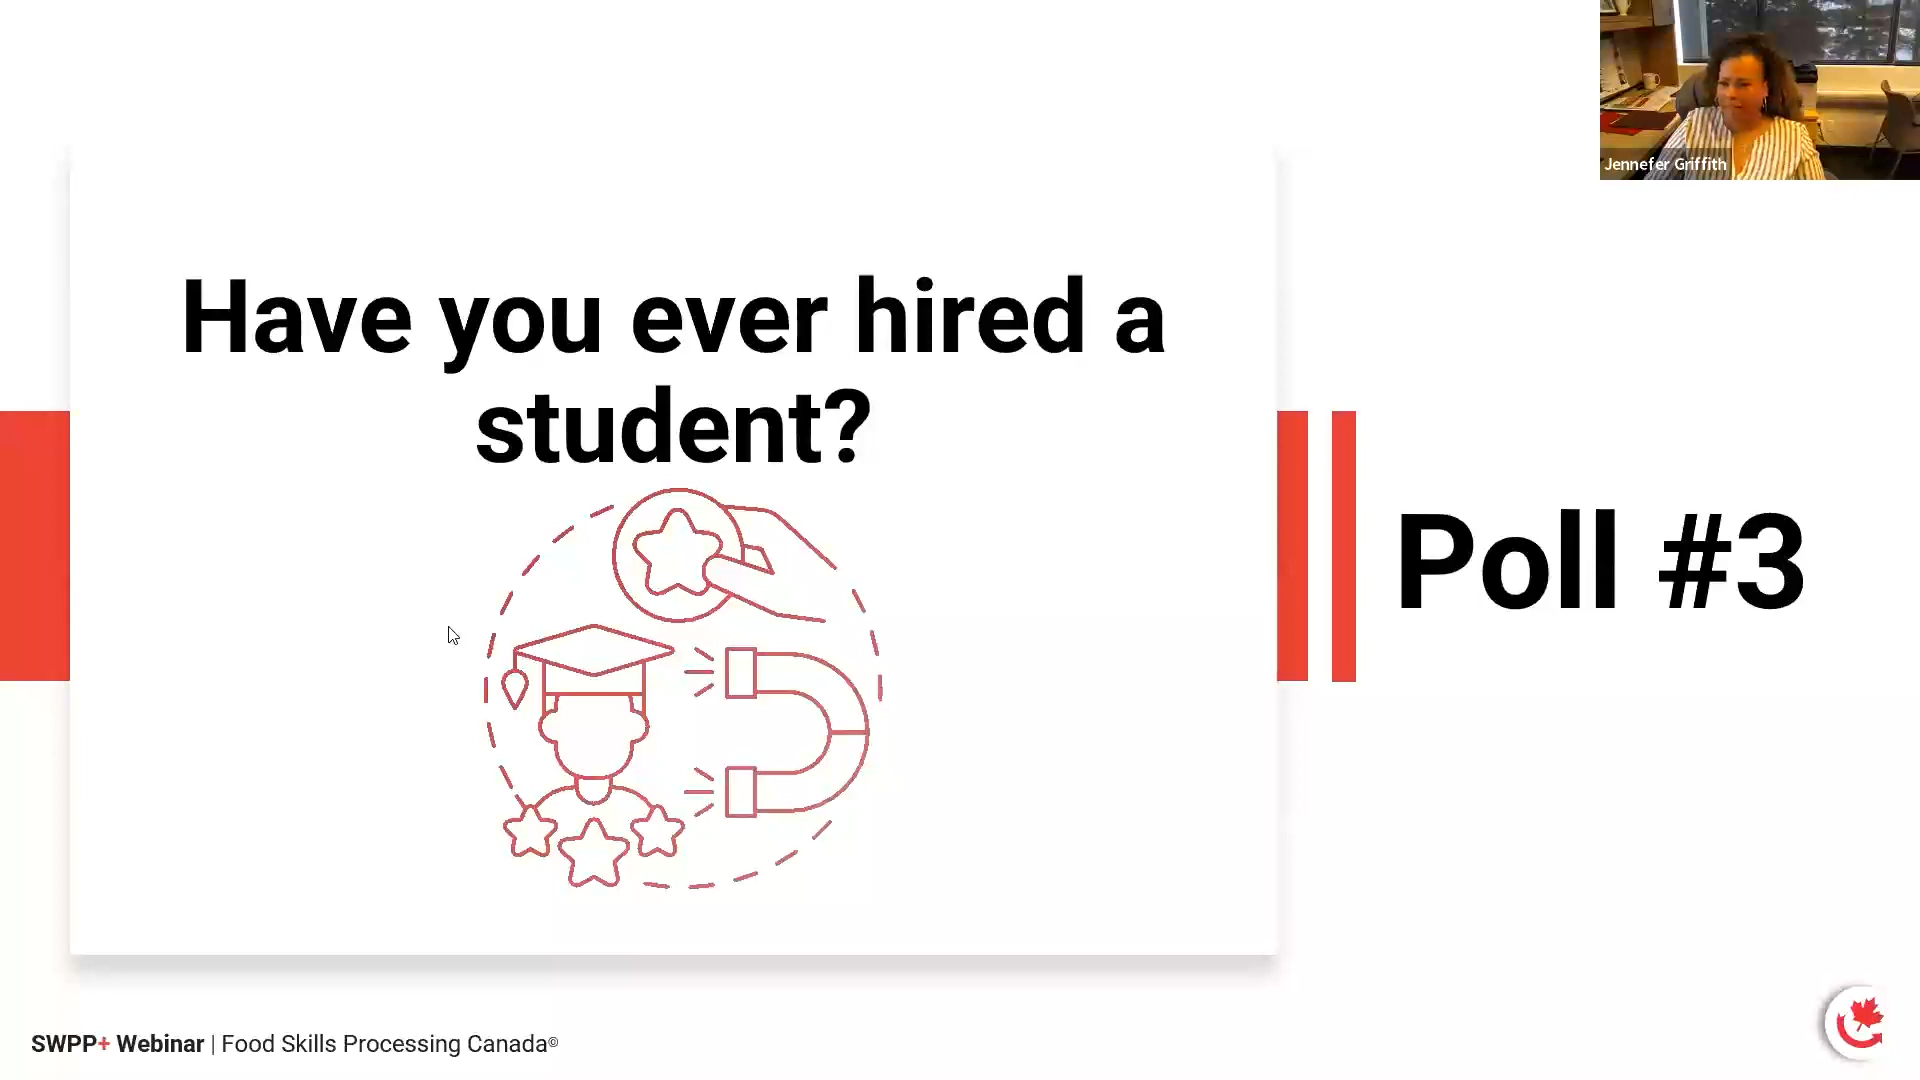 Jennefer Griffith
Have you ever hired a
student?
Poll #3
SWPP+ Webinar | Food Skills Processing Canada©